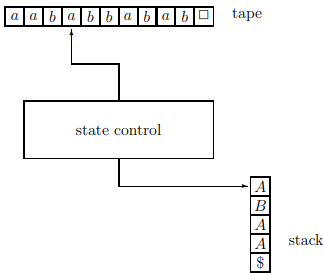 a a b a b b a b a b □ tape
state control
A
B
A
A stack
$